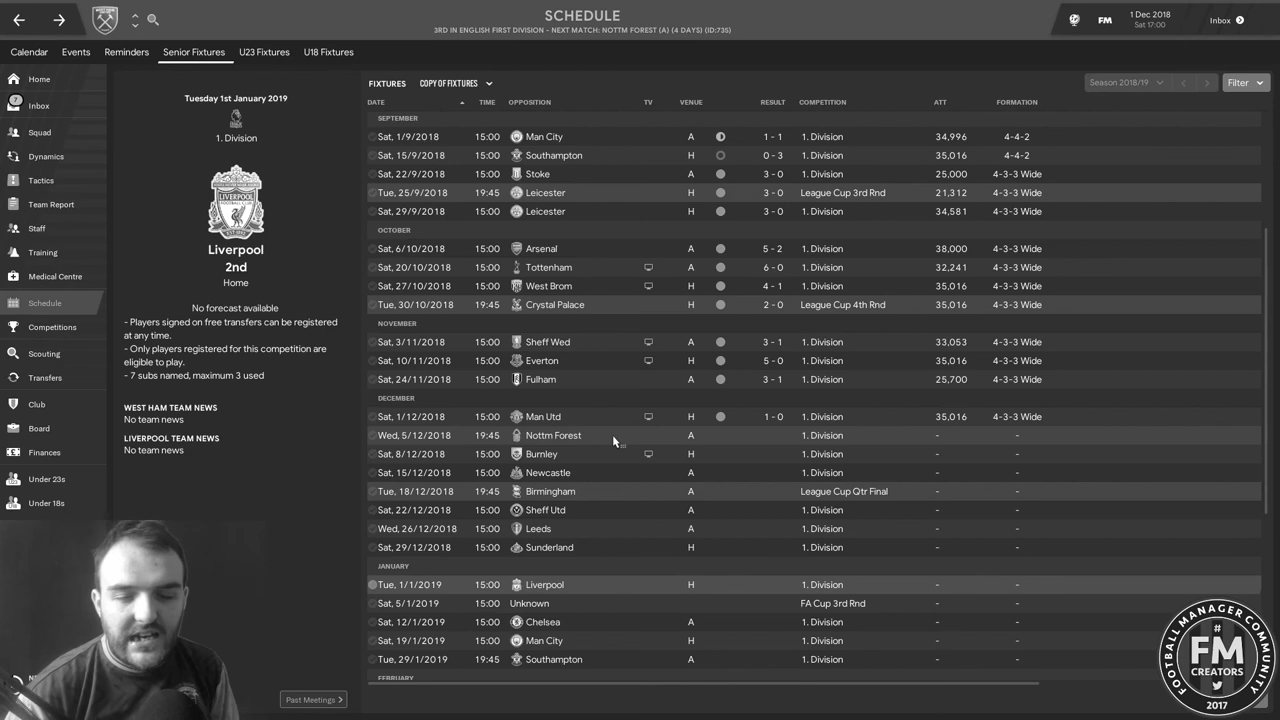 SCHEDULE
3RD IN ENGLISH FIRST DIVISION - NEXT MATCH: NOTTM FOREST (A) (4 DAYS) (ID:735)
FM
1 Dec 2018
Sat 17:00
Inbox
Calendar Events Reminders Senior Fixtures U23 Fixtures U18 Fixtures
Home
7
Inbox
Squad
Dynamics
Tactics
Team Report
Staff
Training
Medical Centre
Schedule
Competitions
Scouting
Transfers
Club
Board
Finances
Under 23s
Under 18s
Tuesday 1st January 2019
1. Division
LIVERPOOL
FOOTBALL CLUB
Liverpool
2nd
Home
No forecast available
- Players signed on free transfers can be registered
at any time.
- Only players registered for this competition are
eligible to play.
- 7 subs named, maximum 3 used
WEST HAM TEAM NEWS
No team news
LIVERPOOL TEAM NEWS
No team news
Past Meetings
FIXTURES COPY OF FIXTURES Season 2018/19 Filter
DATE TIME OPPOSITION TV VENUE RESULT COMPETITION ATT FORMATION
SEPTEMBER
Sat, 1/9/2018 15:00 Man City A 1 - 1 1. Division 34,996 4-4-2
Sat, 15/9/2018 15:00 Southampton H 0 - 3 1. Division 35,016 4-4-2
Sat, 22/9/2018 15:00 Stoke A 3 - 0 1. Division 25,000 4-3-3 Wide
Tue, 25/9/2018 19:45 Leicester H 3 - 0 League Cup 3rd Rnd 21,312 4-3-3 Wide
Sat, 29/9/2018 15:00 Leicester H 3 - 0 1. Division 34,581 4-3-3 Wide
OCTOBER
Sat, 6/10/2018 15:00 Arsenal A 5 - 2 1. Division 38,000 4-3-3 Wide
Sat, 20/10/2018 15:00 Tottenham A 6 - 0 1. Division 32,241 4-3-3 Wide
Sat, 27/10/2018 15:00 West Brom H 4 - 1 1. Division 35,016 4-3-3 Wide
Tue, 30/10/2018 19:45 Crystal Palace H 2 - 0 League Cup 4th Rnd 35,016 4-3-3 Wide
NOVEMBER
Sat, 3/11/2018 15:00 Sheff Wed A 3 - 1 1. Division 33,053 4-3-3 Wide
Sat, 10/11/2018 15:00 Everton H 5 - 0 1. Division 35,016 4-3-3 Wide
Sat, 24/11/2018 15:00 Fulham A 3 - 1 1. Division 25,700 4-3-3 Wide
DECEMBER
Sat, 1/12/2018 15:00 Man Utd H 1 - 0 1. Division 35,016 4-3-3 Wide
Wed, 5/12/2018 19:45 Nottm Forest A 1. Division - -
Sat, 8/12/2018 15:00 Burnley H 1. Division - -
Sat, 15/12/2018 15:00 Newcastle A 1. Division - -
Tue, 18/12/2018 19:45 Birmingham A League Cup Qtr Final - -
Sat, 22/12/2018 15:00 Sheff Utd A 1. Division - -
Wed, 26/12/2018 15:00 Leeds A 1. Division - -
Sat, 29/12/2018 15:00 Sunderland H 1. Division - -
JANUARY
Tue, 1/1/2019 15:00 Liverpool H 1. Division - -
Sat, 5/1/2019 15:00 Unknown FA Cup 3rd Rnd - -
Sat, 12/1/2019 15:00 Chelsea A 1. Division - -
Sat, 19/1/2019 15:00 Man City H 1. Division - -
Tue, 29/1/2019 19:45 Southampton A 1. Division - -
FEBRUARY
FOOTBALL MANAGER COMMUNITY
#
FM
CREATORS
2017